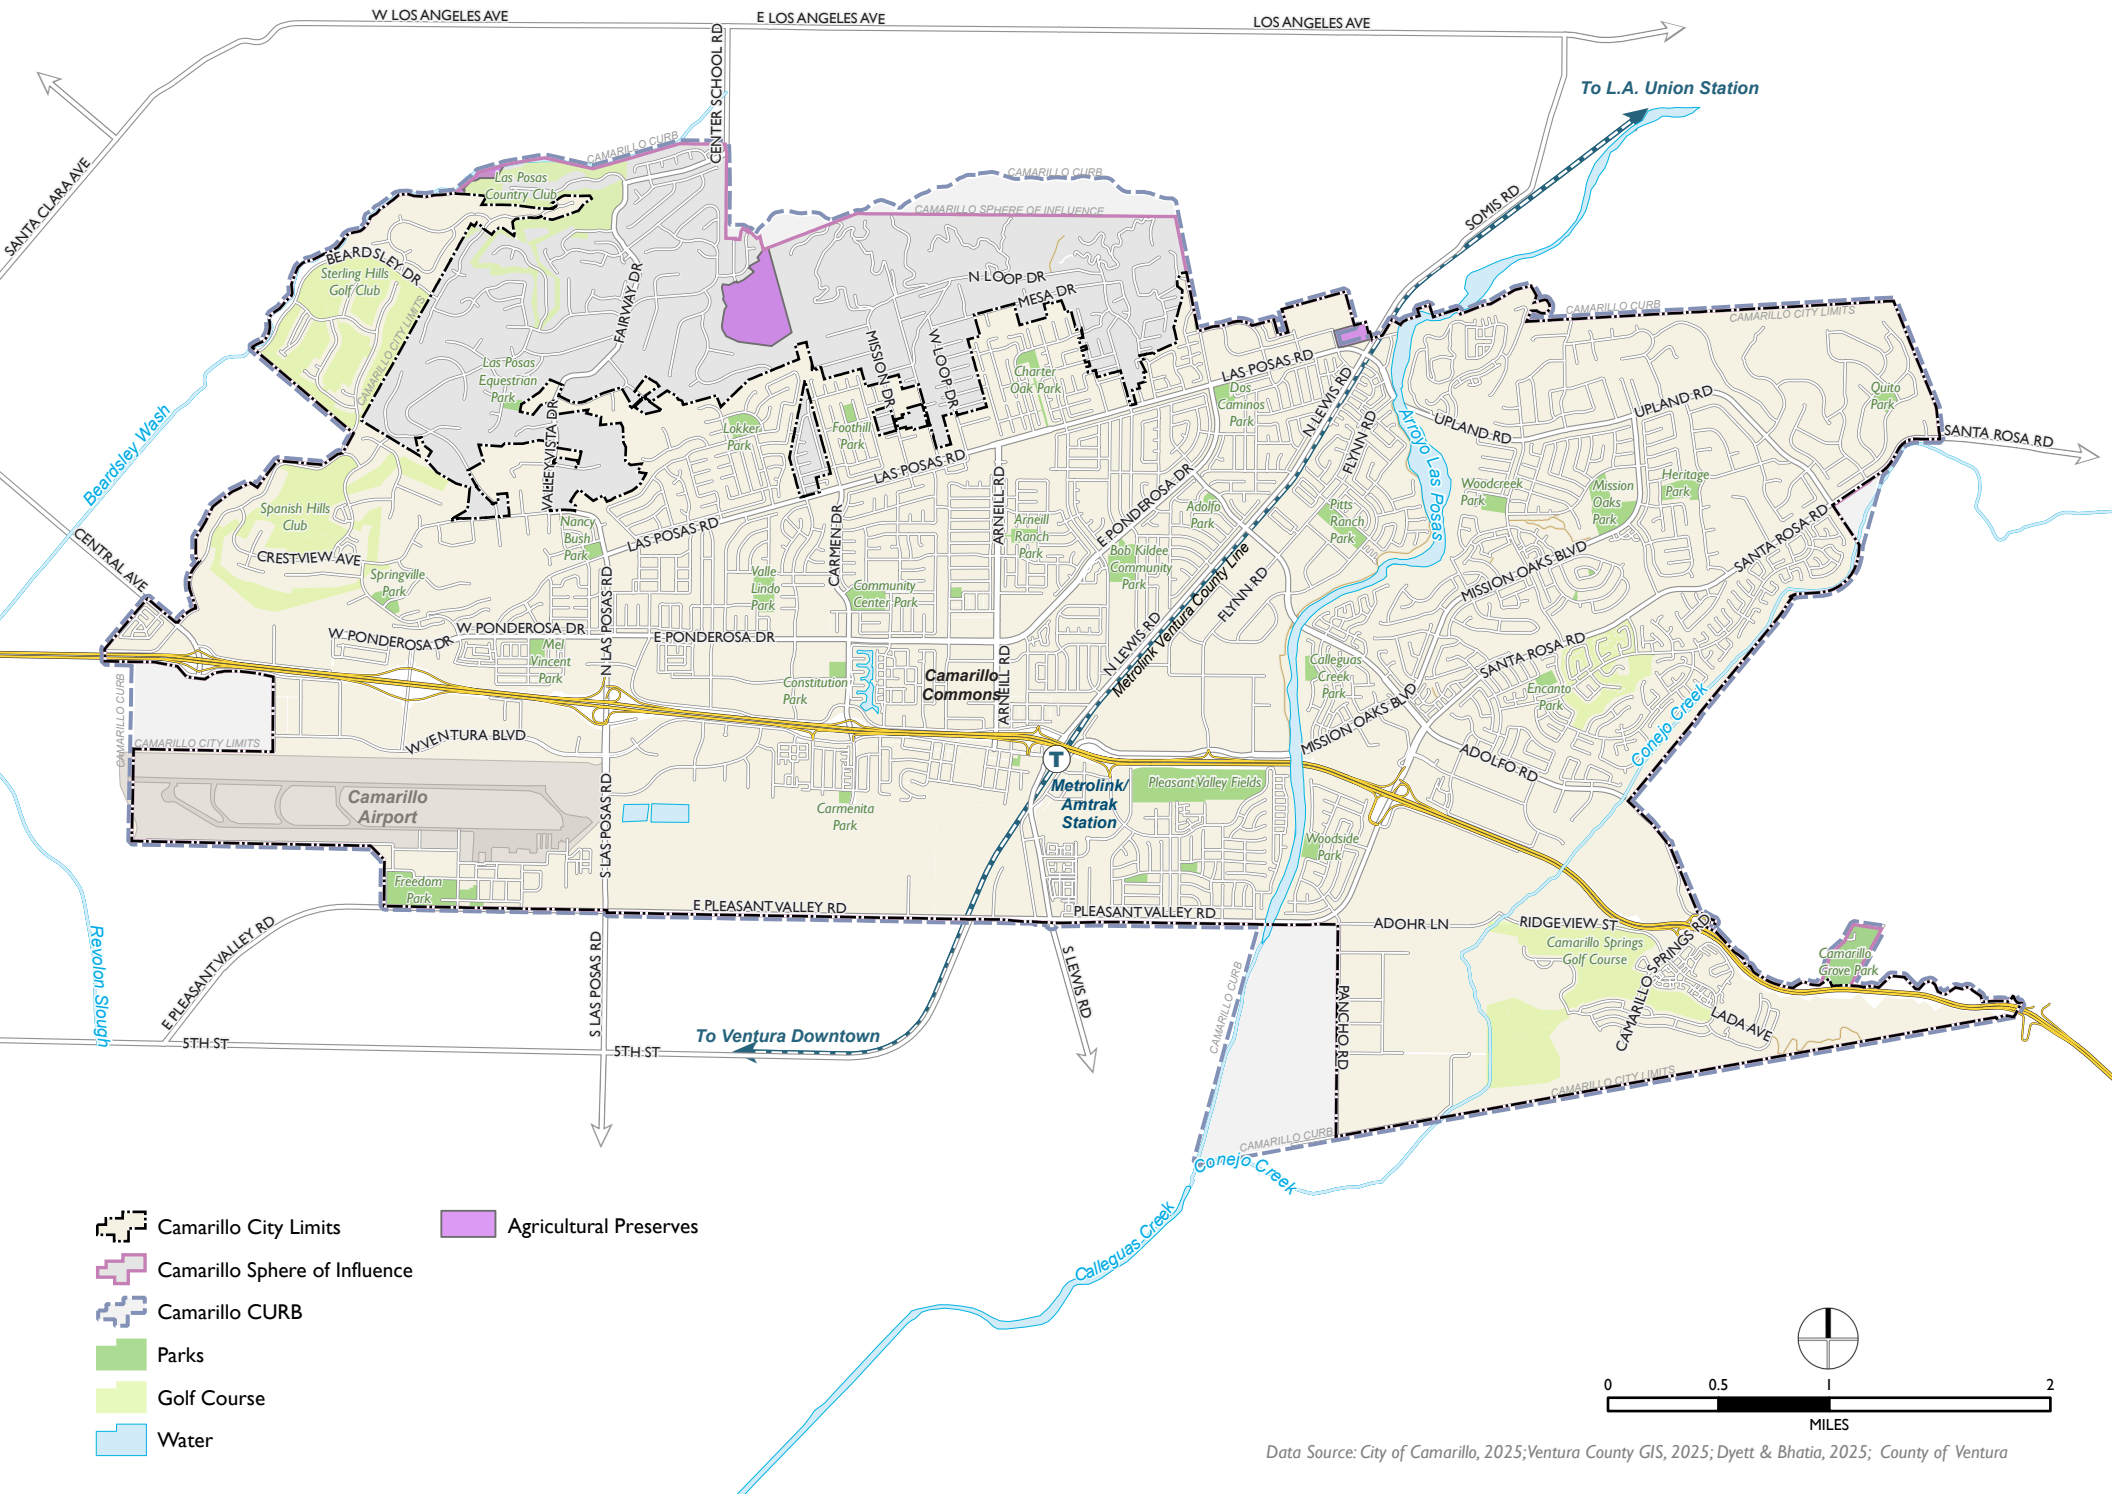 W LOS ANGELES AVE
E LOS ANGELES AVE
LOS ANGELES AVE
CENTER SCHOOL RD
To L.A. Union Station
SANTA CLARA AVE
CAMARILLO CURB
CAMARILLO CURB
Las Posas
Country Club
CAMARILLO SPHERE OF INFLUENCE
SOMIS RD
BEARDSLEY DR
Sterling Hills
Golf Club
CAMARILLO CITY LIMITS
FAIRWAY DR
N LOOP DR
MESA DR
MISSION DR
W LOOP DR
CAMARILLO CURB
CAMARILLO CITY LIMITS
Las Posas
Equestrian
Park
Charter
Oak Park
LAS POSAS RD
Dos
Caminos
Park
N LEWIS RD
FLYNN RD
Arroyo Las Posas
UPLAND RD
UPLAND RD
Quito
Park
SANTA ROSA RD
Beardsley Wash
VALLEY VISTA DR
Lokker
Park
Foothill
Park
LAS POSAS RD
ARNEILL RD
E PONDEROSA DR
Adolfo
Park
Pitts
Ranch
Park
Woodcreek
Park
Mission
Oaks
Park
Heritage
Park
Spanish Hills
Club
Nancy
Bush
Park
LAS POSAS RD
CARMEN DR
Arneill
Ranch
Park
Bob Kildee
Community
Park
SANTA ROSA RD
CENTRAL AVE
CRESTVIEW AVE
Springville
Park
N LAS POSAS RD
Valle
Lindo
Park
Community
Center Park
Metrolink Ventura County Line
FLYNN RD
MISSION OAKS BLVD
W PONDEROSA DR
W PONDEROSA DR
E PONDEROSA DR
Mel
Vincent
Park
N LEWIS RD
SANTA ROSA RD
Calleguas
Creek
Park
Encanto
Park
Constitution
Park
Camarillo
Commons
ARNEILL RD
MISSION OAKS BLVD
Conejo Creek
CAMARILLO CURB
CAMARILLO CITY LIMITS
W VENTURA BLVD
ADOLFO RD
T
Metrolink/
Amtrak
Station
Pleasant Valley Fields
Camarillo
Airport
S LAS POSAS RD
Carmenita
Park
Woodside
Park
Freedom
Park
E PLEASANT VALLEY RD
PLEASANT VALLEY RD
ADOHR LN
RIDGEVIEW ST
Camarillo Springs
Golf Course
CAMARILLO SPRINGS RD
Camarillo
Grove Park
Revolon Slough
E PLEASANT VALLEY RD
S LAS POSAS RD
S LEWIS RD
CAMARILLO CURB
PANCHO RD
LADA AVE
5TH ST
5TH ST
To Ventura Downtown
CAMARILLO CITY LIMITS
CAMARILLO CURB
Conejo Creek
Calleguas Creek
Camarillo City Limits
Agricultural Preserves
Camarillo Sphere of Influence
Camarillo CURB
Parks
Golf Course
Water
0 0.5 1 2
MILES
Data Source: City of Camarillo, 2025; Ventura County GIS, 2025; Dyett & Bhatia, 2025; County of Ventura